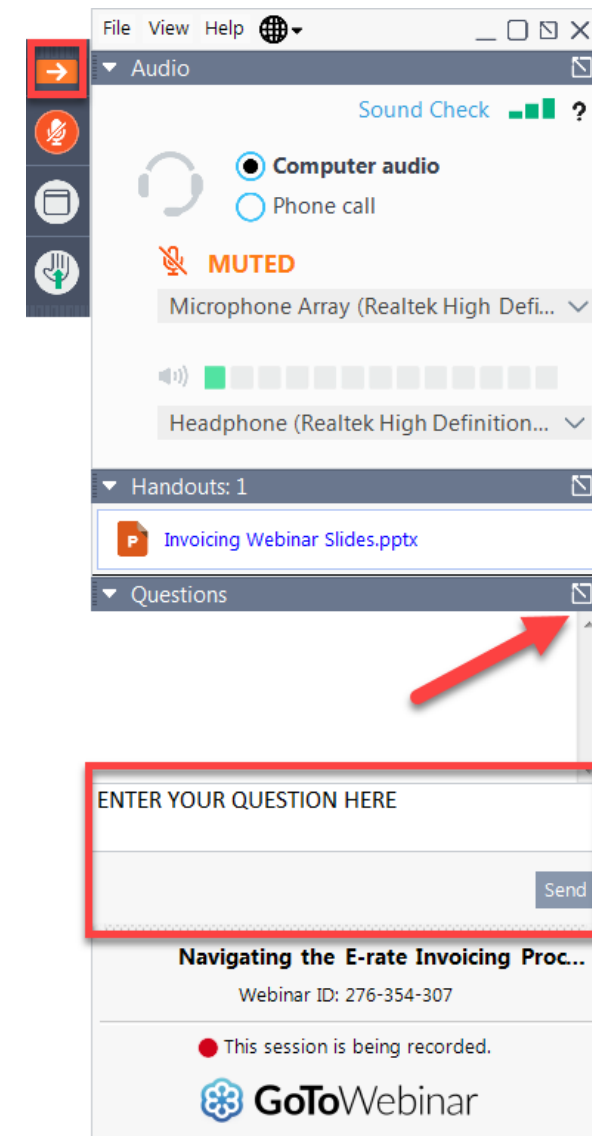 File View Help
Audio
Sound Check ?
Computer audio
Phone call
MUTED
Microphone Array (Realtek High Defi...
Headphone (Realtek High Definition...
Handouts: 1
P Invoicing Webinar Slides.pptx
Questions
ENTER YOUR QUESTION HERE
Send
Navigating the E-rate Invoicing Proc...
Webinar ID: 276-354-307
This session is being recorded.
GoToWebinar